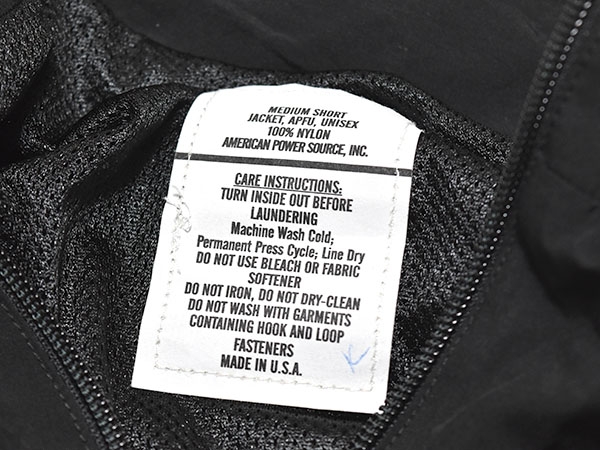 MEDIUM SHORT
JACKET, APFU, UNISEX
100% NYLON
AMERICAN POWER SOURCE, INC.
CARE INSTRUCTIONS:
TURN INSIDE OUT BEFORE
LAUNDERING
Machine Wash Cold;
Permanent Press Cycle; Line Dry
DO NOT USE BLEACH OR FABRIC
SOFTENER
DO NOT IRON, DO NOT DRY-CLEAN
DO NOT WASH WITH GARMENTS
CONTAINING HOOK AND LOOP
FASTENERS
MADE IN U.S.A.